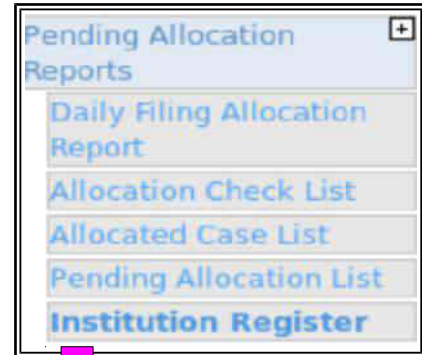 Pending Allocation
Reports
Daily Filing Allocation
Report
Allocation Check List
Allocated Case List
Pending Allocation List
Institution Register